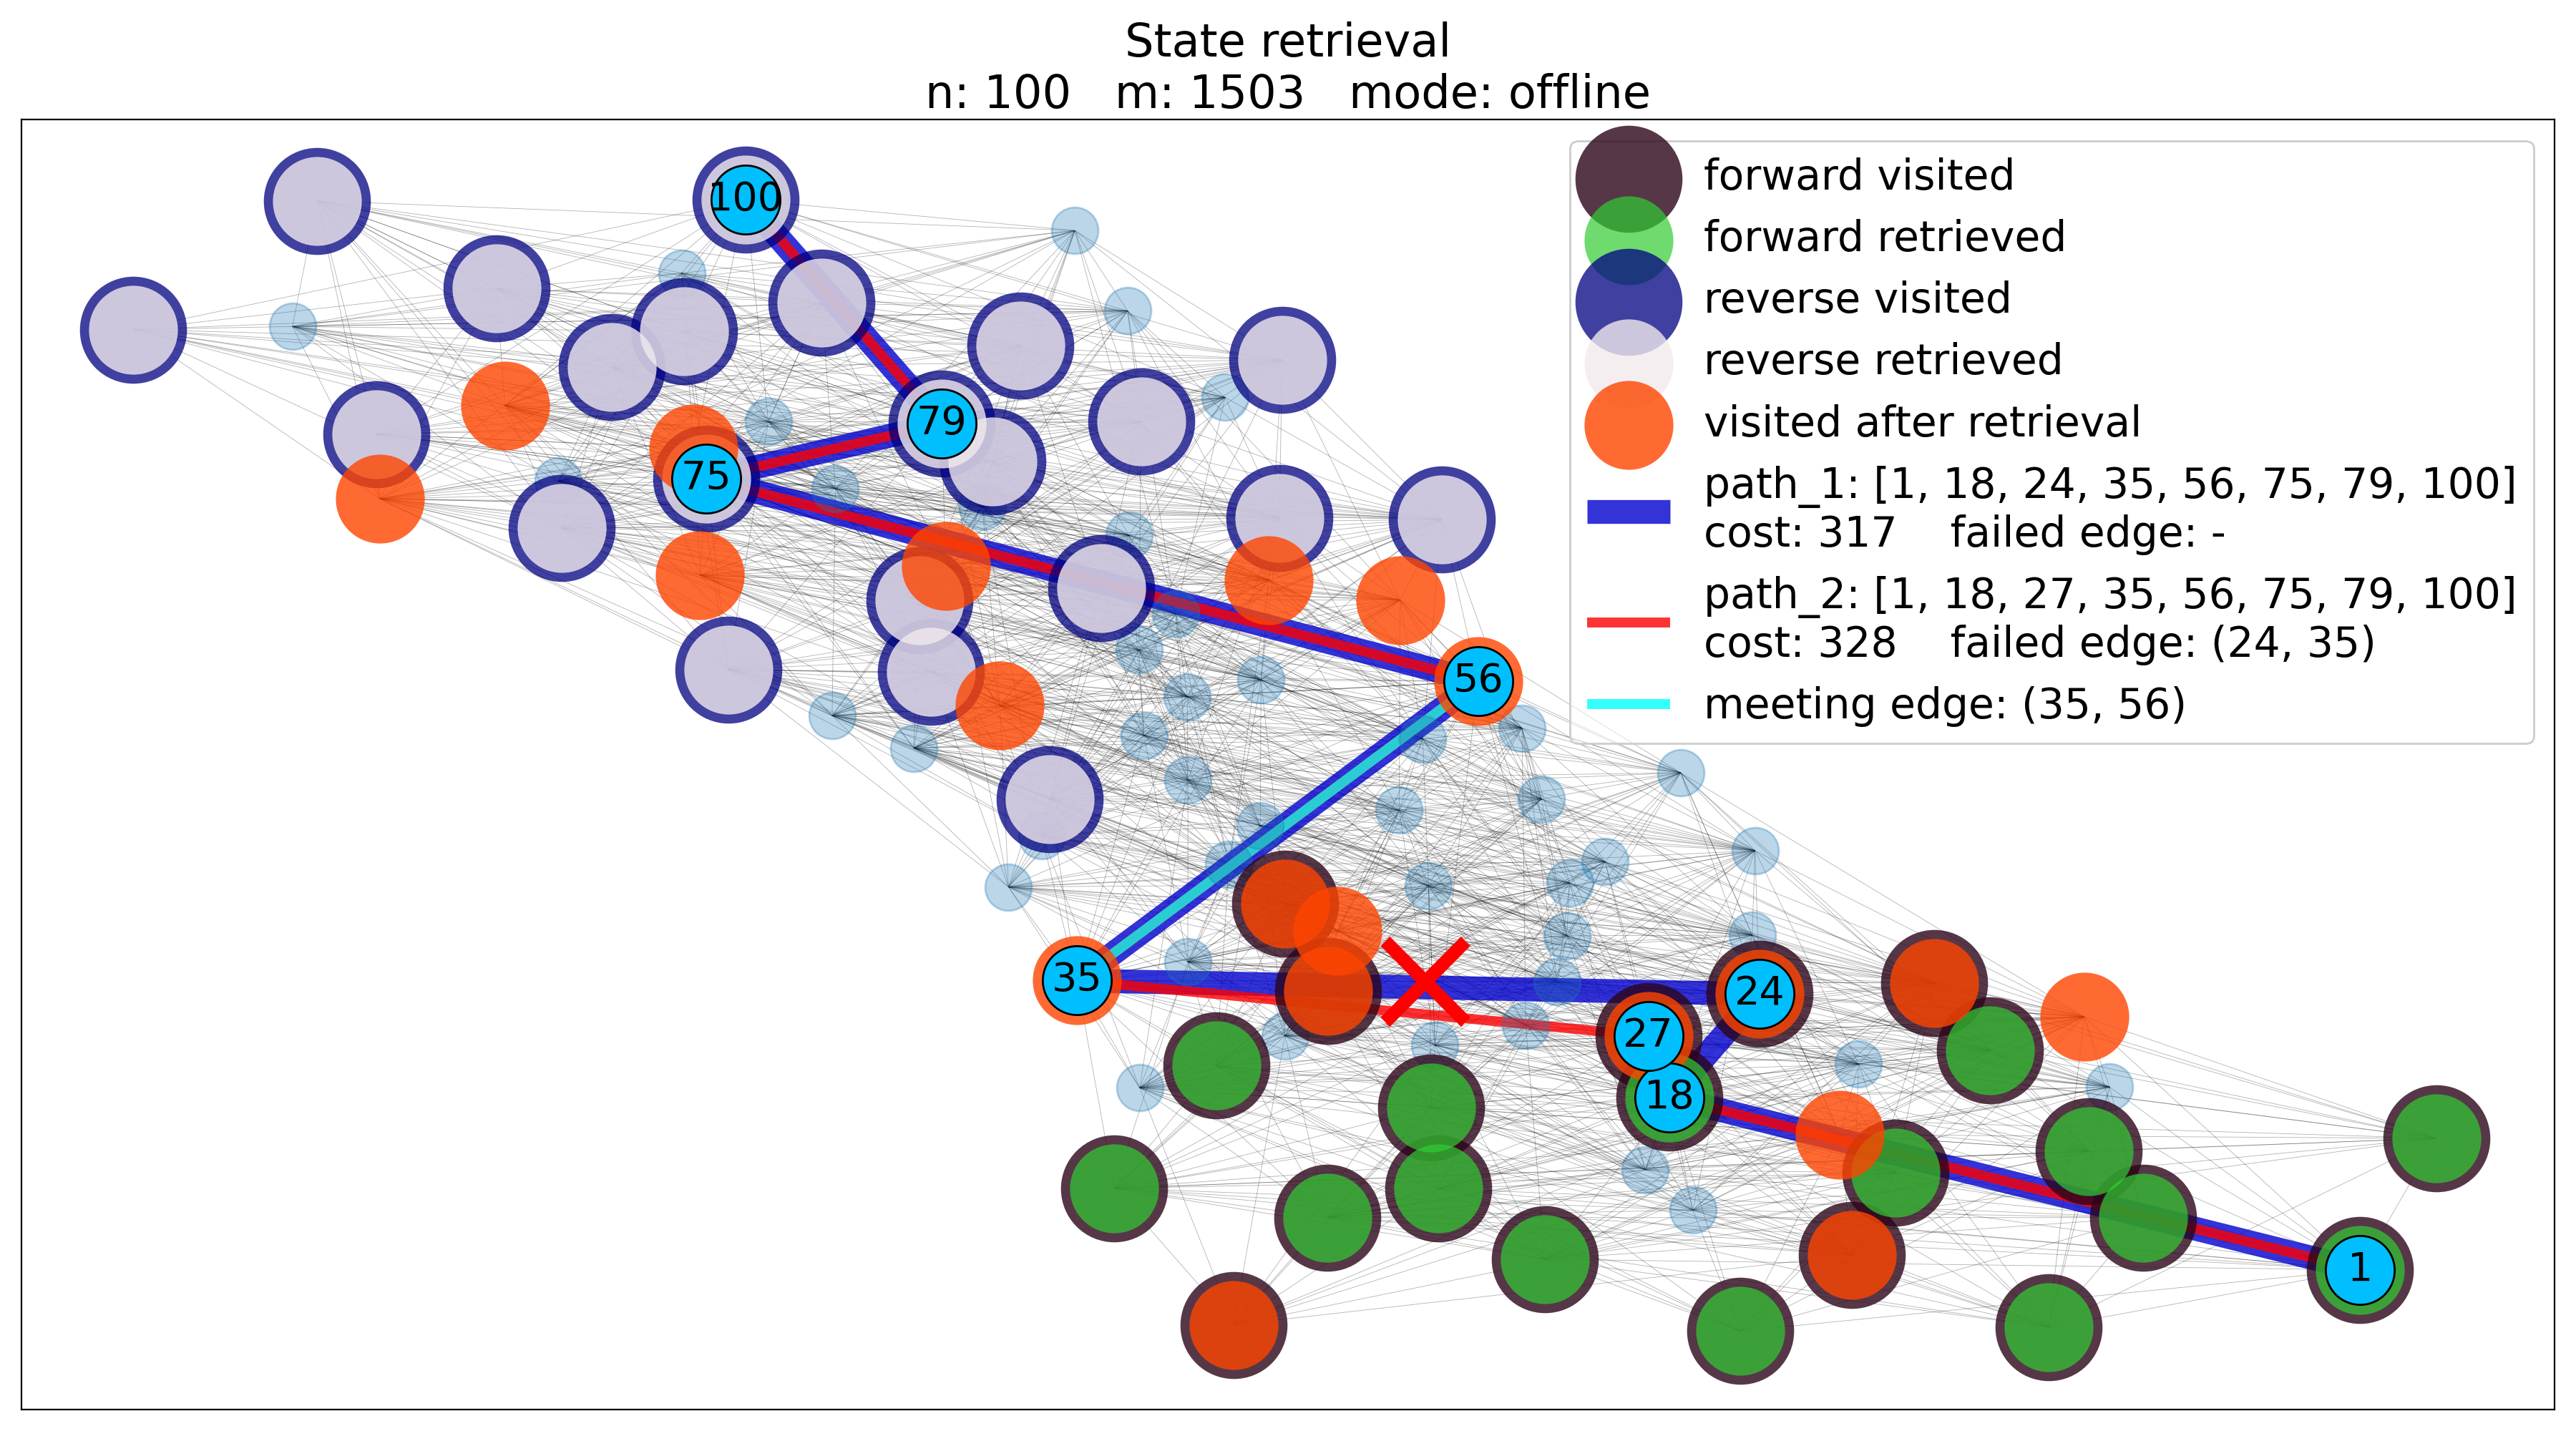 State retrieval
n: 100   m: 1503   mode: offline
forward visited
forward retrieved
reverse visited
reverse retrieved
visited after retrieval
path_1: [1, 18, 24, 35, 56, 75, 79, 100]
cost: 317    failed edge: -
path_2: [1, 18, 27, 35, 56, 75, 79, 100]
cost: 328    failed edge: (24, 35)
meeting edge: (35, 56)
100
79
75
56
35
24
27
18
1